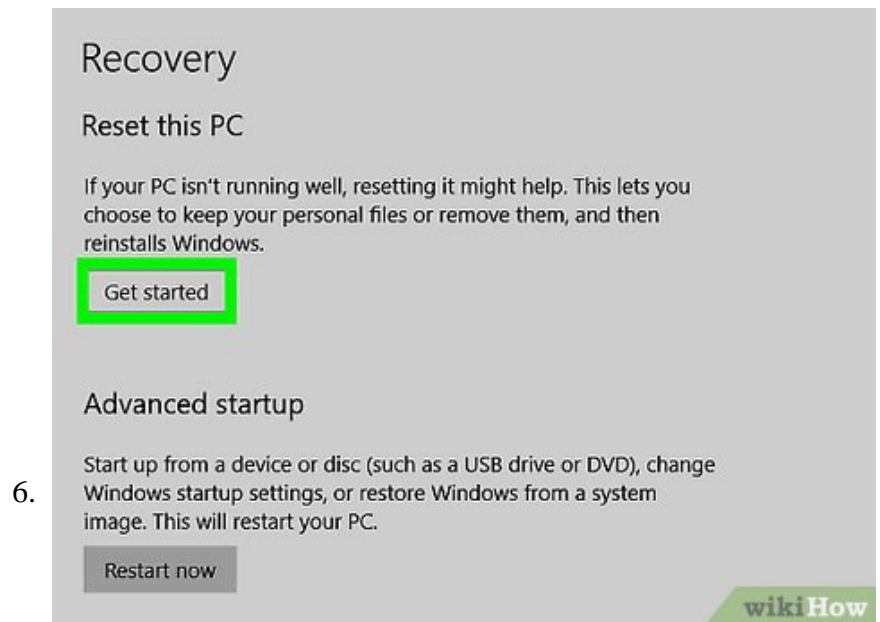 Recovery
Reset this PC
If your PC isn't running well, resetting it might help. This lets you
choose to keep your personal files or remove them, and then
reinstalls Windows.
Get started
Advanced startup
Start up from a device or disc (such as a USB drive or DVD), change
6. Windows startup settings, or restore Windows from a system
image. This will restart your PC.
Restart now
wikiHow